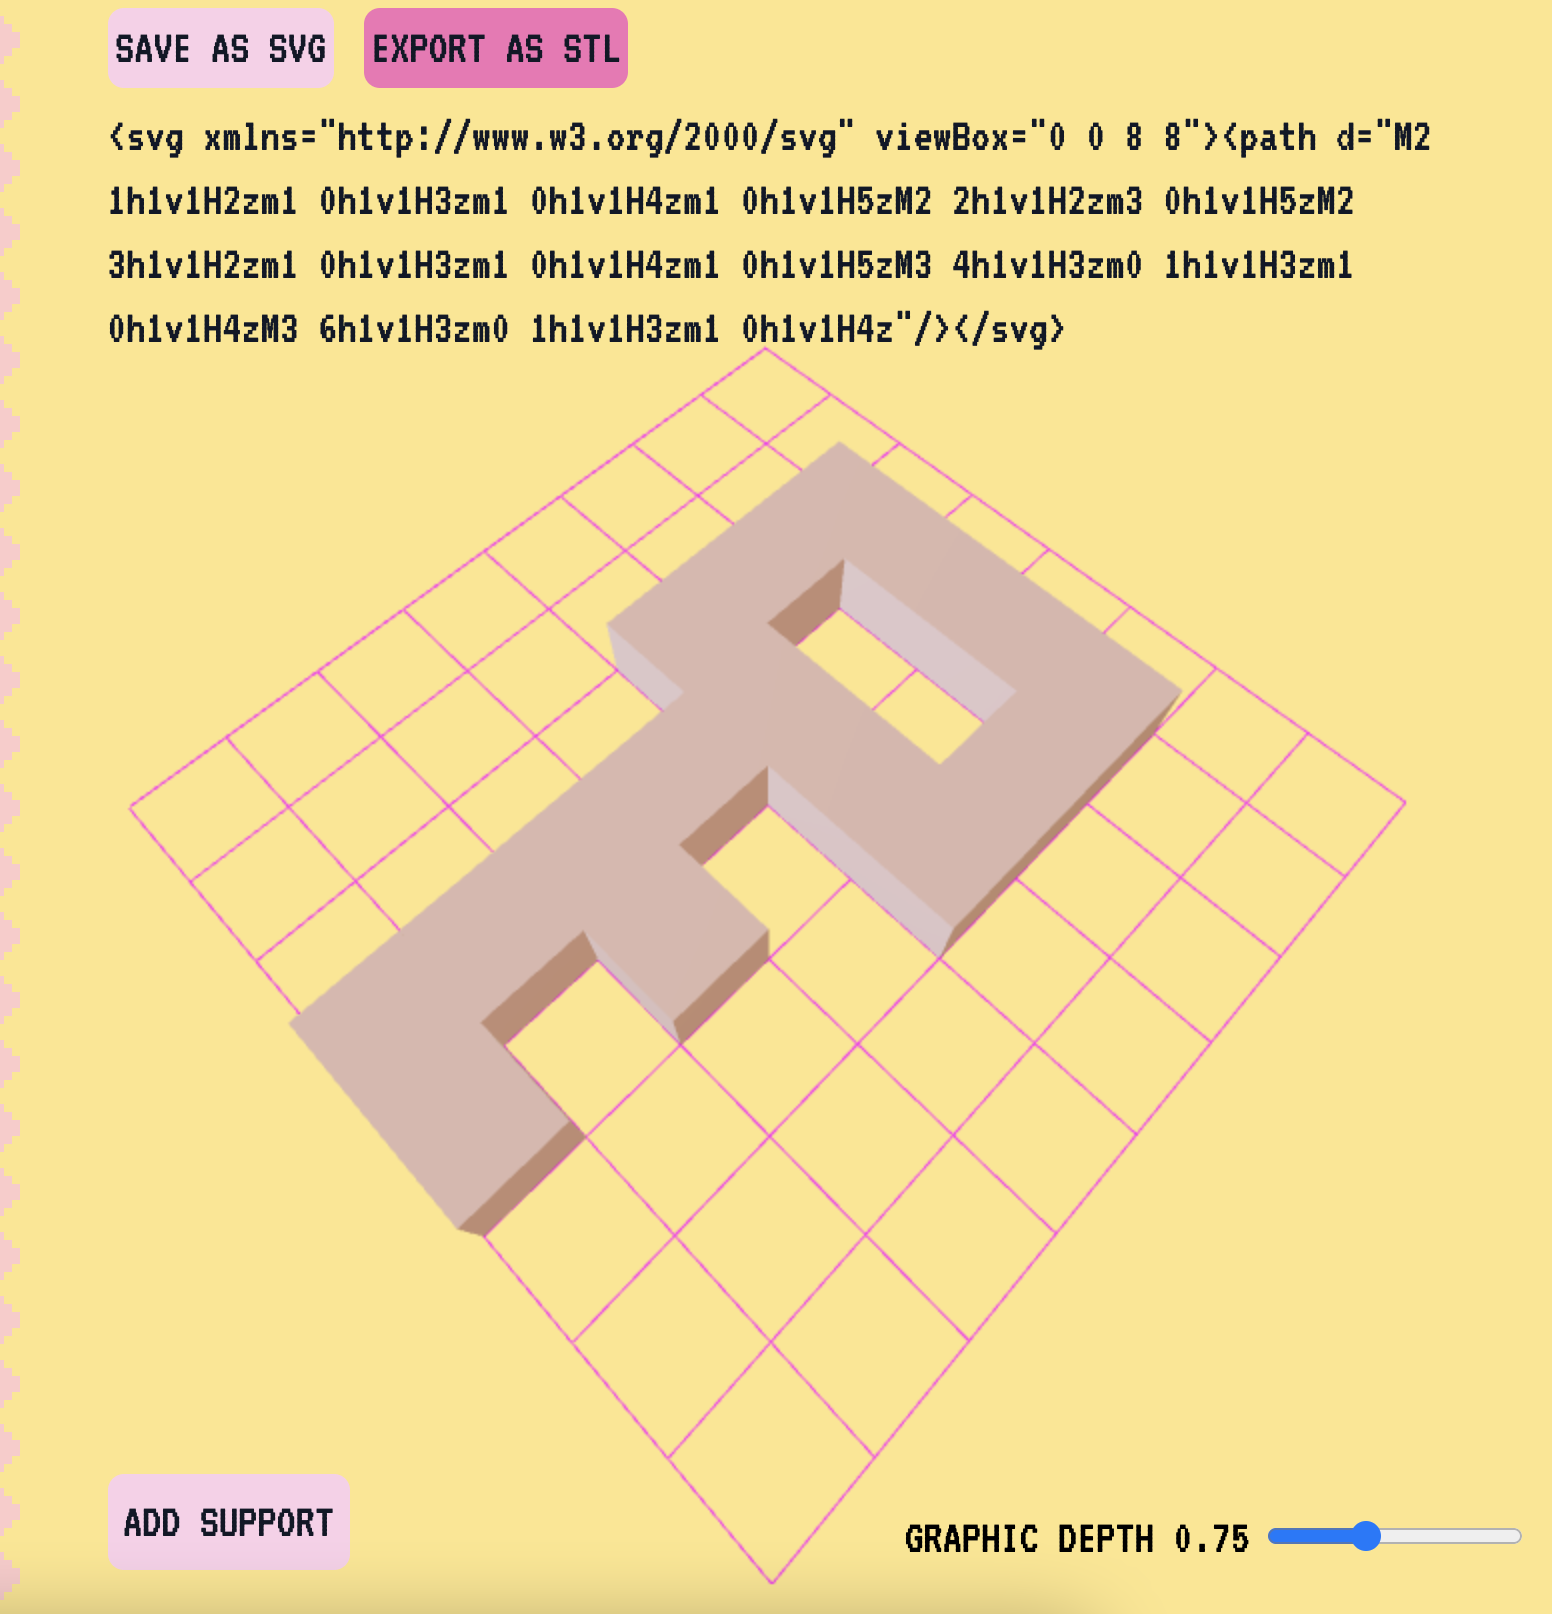 SAVE AS SVG
EXPORT AS STL
<svg xmlns="http://www.w3.org/2000/svg" viewBox="0 0 8 8"><path d="M2
1h1v1H2zm1 0h1v1H3zm1 0h1v1H4zm1 0h1v1H5zM2 2h1v1H2zm3 0h1v1H5zM2
3h1v1H2zm1 0h1v1H3zm1 0h1v1H4zm1 0h1v1H5zM3 4h1v1H3zm0 1h1v1H3zm1
0h1v1H4zM3 6h1v1H3zm0 1h1v1H3zm1 0h1v1H4z"/></svg>
ADD SUPPORT
GRAPHIC DEPTH 0.75